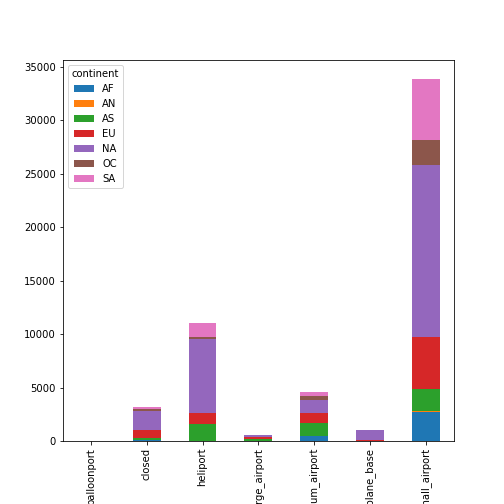 35000
30000
25000
20000
15000
10000
5000
0
continent
AF
AN
AS
EU
NA
OC
SA
balloonport
closed
heliport
rge_airport
um_airport
plane_base
nall_airport